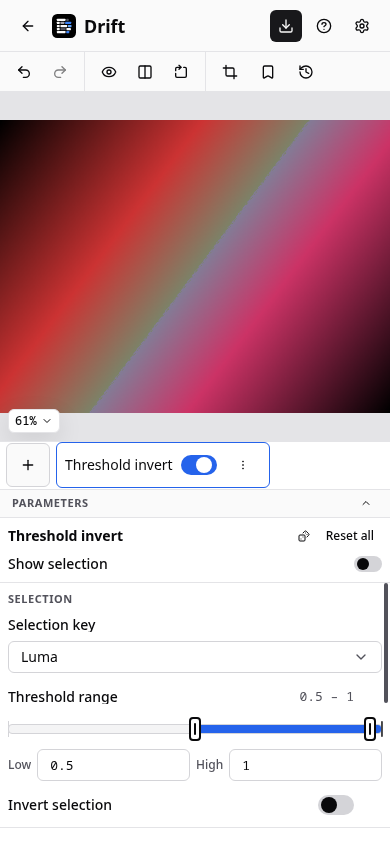 Drift
61%
Threshold invert
PARAMETERS
Threshold invert
Reset all
Show selection
SELECTION
Selection key
Luma
Threshold range
0.5 – 1
Low
0.5
High
1
Invert selection